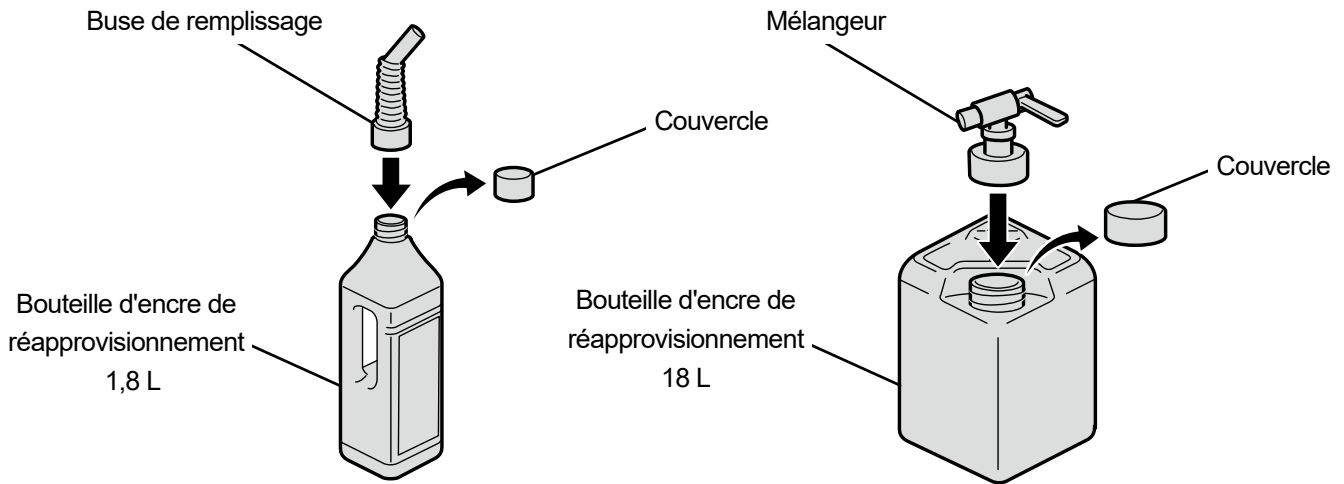 Buse de remplissage
Couvercle
Bouteille d'encre de
réapprovisionnement
1,8 L
Mélangeur
Couvercle
Bouteille d'encre de
réapprovisionnement
18 L